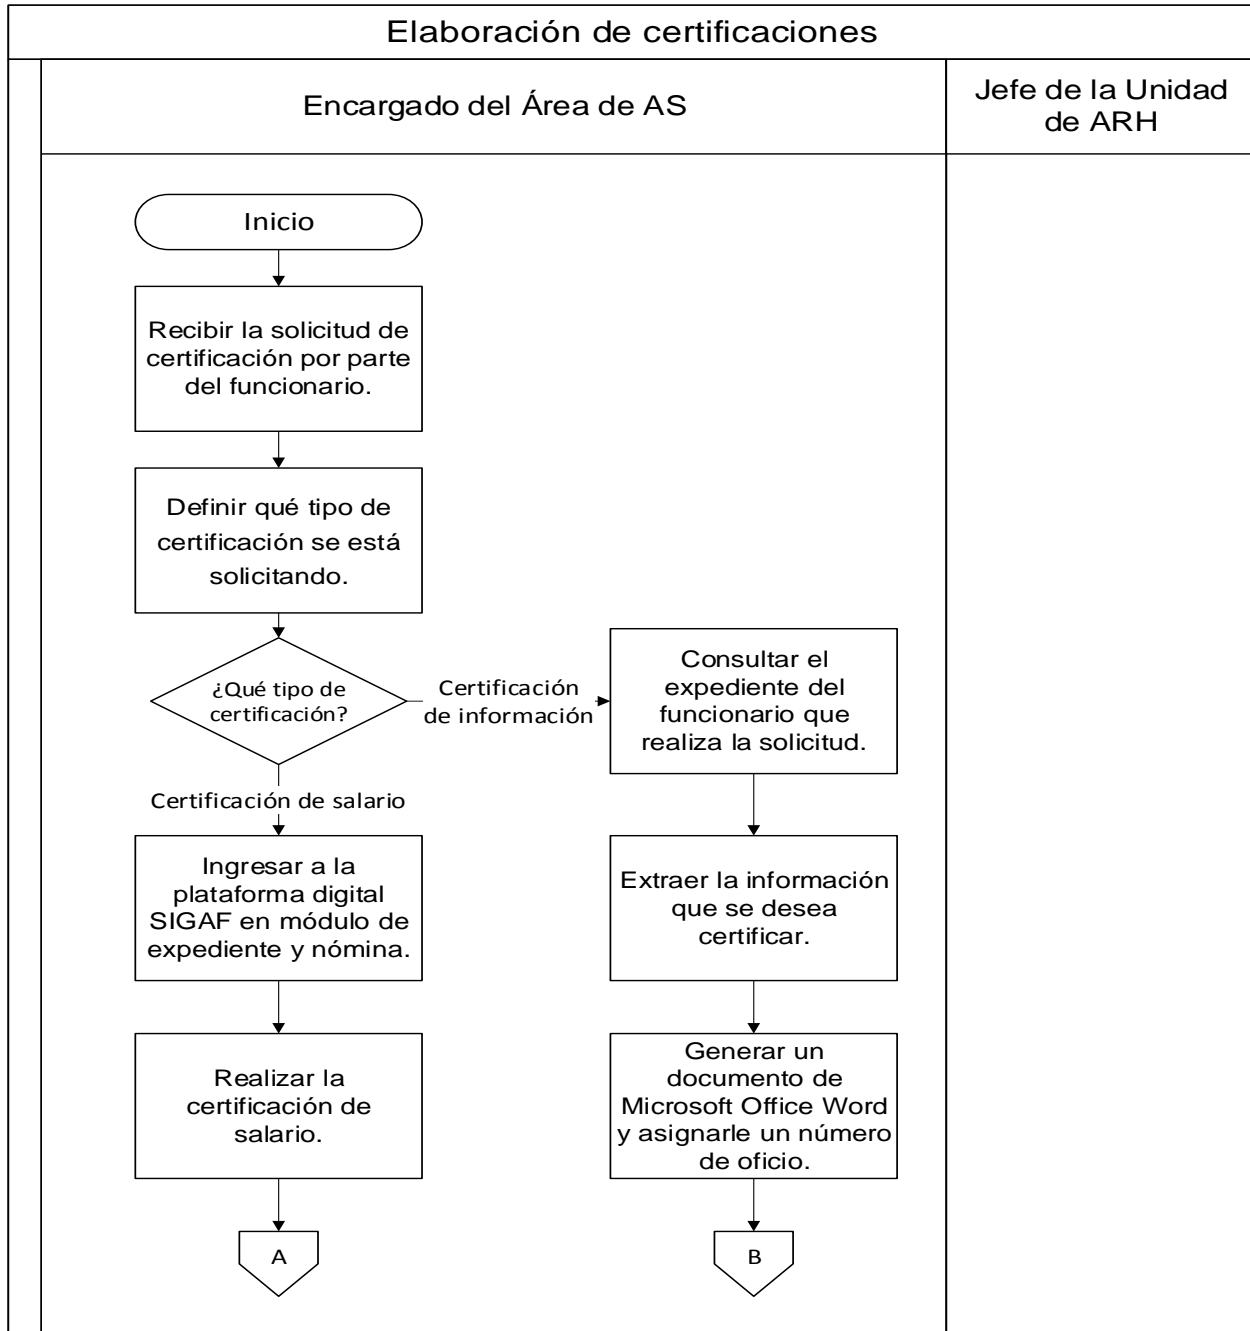 Elaboración de certificaciones
Encargado del Área de AS
Jefe de la Unidad
de ARH
Inicio
Recibir la solicitud de
certificación por parte
del funcionario.
Definir qué tipo de
certificación se está
solicitando.
¿Qué tipo de
certificación?
Certificación
de información
Consultar el
expediente del
funcionario que
realiza la solicitud.
Certificación de salario
Ingresar a la
plataforma digital
SIGAF en módulo de
expediente y nómina.
Extraer la información
que se desea
certificar.
Realizar la
certificación de
salario.
Generar un
documento de
Microsoft Office Word
y asignarle un número
de oficio.
A
B